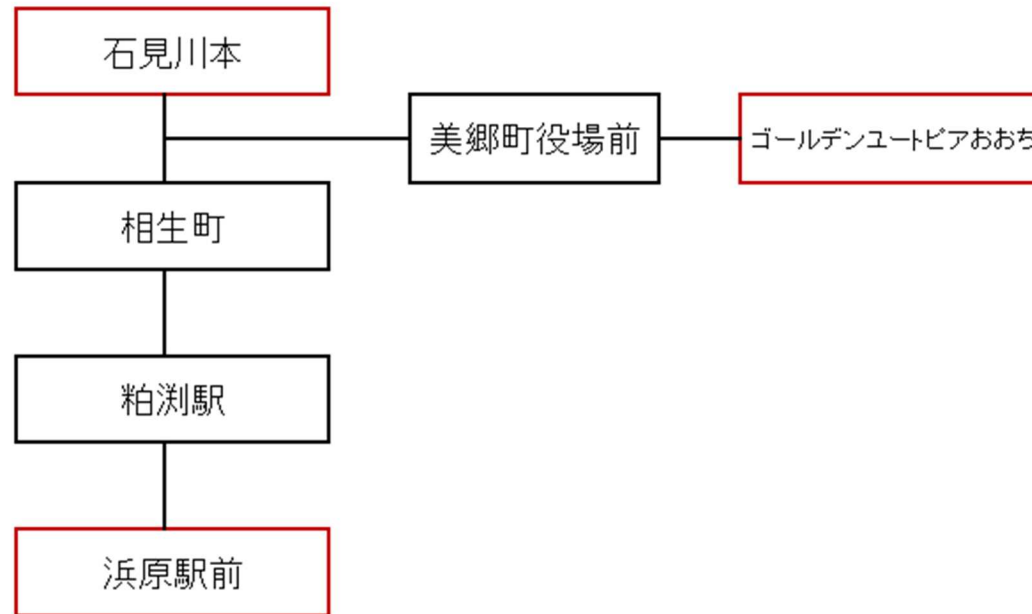 石見川本
美郷町役場前
ゴールデンユートピアおおち
相生町
粕渕駅
浜原駅前